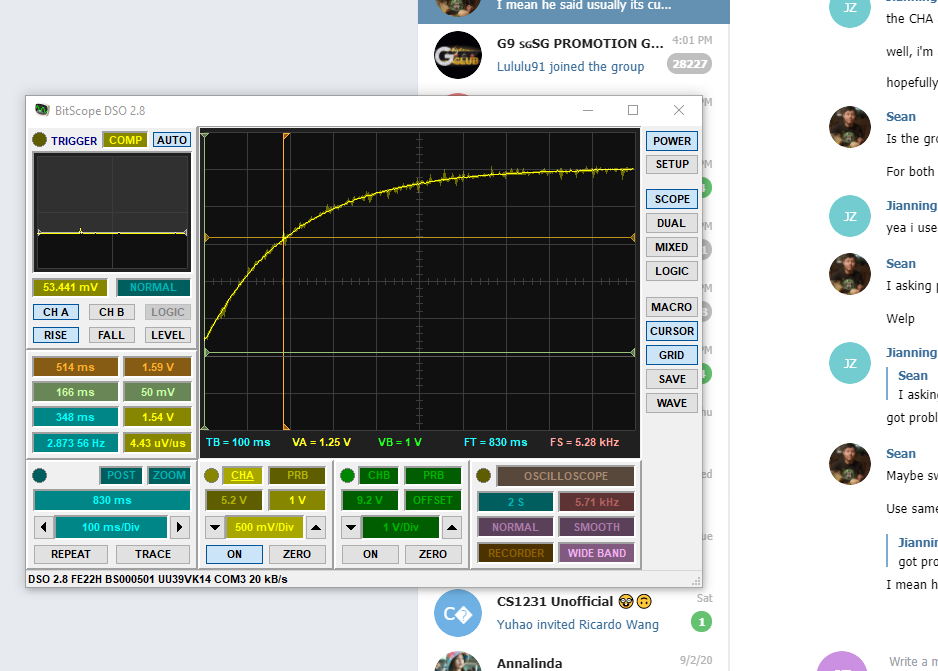 I mean he said usually its cu...
G9 sɢSG PROMOTION G...
4:01 PM
Lululu91 joined the group
28227
BitScope DSO 2.8
TRIGGER COMP AUTO
53.441 mV NORMAL
CH A CH B LOGIC
RISE FALL LEVEL
514 ms 1.59 V
166 ms 50 mV
348 ms 1.54 V
2.873 56 Hz 4.43 uV/us
TB = 100 ms VA = 1.25 V VB = 1 V FT = 830 ms FS = 5.28 kHz
POWER
SETUP
SCOPE
DUAL
MIXED
LOGIC
MACRO
CURSOR
GRID
SAVE
WAVE
POST ZOOM
830 ms
100 ms/Div
REPEAT TRACE
CHA PRB
5.2 V 1 V
500 mV/Div
ON ZERO
CHB PRB
9.2 V OFFSET
1 V/Div
ON ZERO
OSCILLOSCOPE
2 S 5.71 kHz
NORMAL SMOOTH
RECORDER WIDE BAND
DSO 2.8 FE22H BS000501 UU39VK14 COM3 20 kB/s
CS1231 Unofficial 🤓🙃
Sat
Yuhao invited Ricardo Wang
1
Annalinda
9/2/20
JZ
the CHA
well, i'm
hopefully
Sean
Is the gro
For both
JZ
Jianning
yea i use
Sean
I asking p
Welp
JZ
Jianning
Sean
I askin
got probl
Sean
Maybe sw
Use same
Jiannin
got pro
I mean h
Write a m